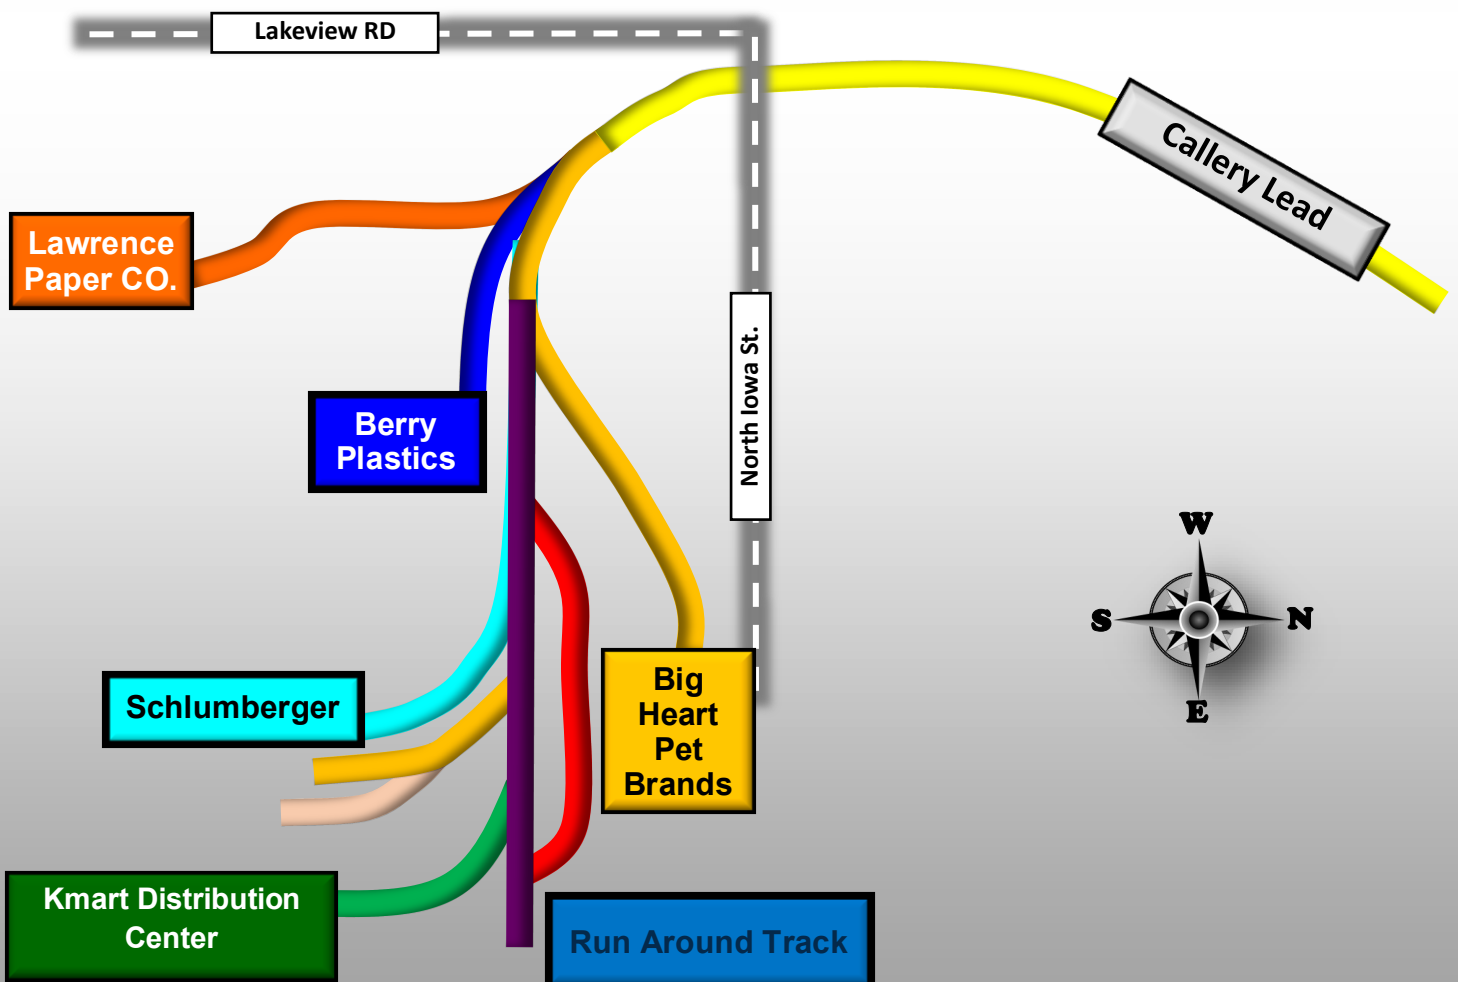 Lakeview RD
Callery Lead
Lawrence
Paper CO.
North Iowa St.
Berry
Plastics
W
S
N
E
Big
Heart
Pet
Brands
Schlumberger
Kmart Distribution
Center
Run Around Track